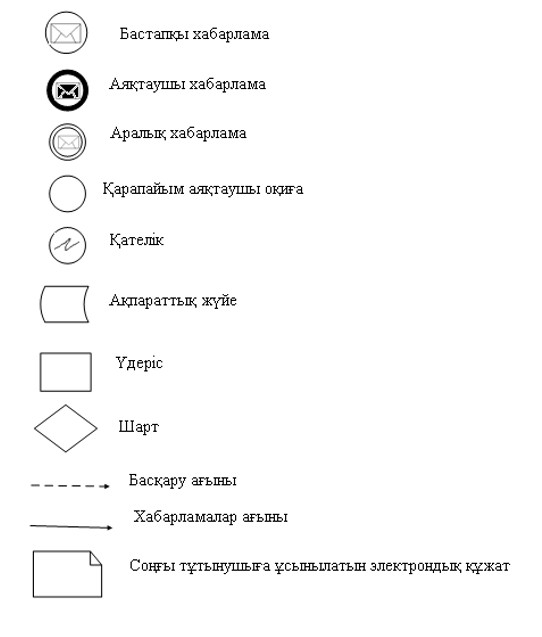 Бастапқы хабарлама
Аяқтаушы хабарлама
Аралық хабарлама
Қарапайым аяқтаушы оқиға
Қателік
Ақпараттық жүйе
Үдеріс
Шарт
Басқару ағыны
Хабарламалар ағыны
Соңғы тұтынушыға ұсынылатын электрондық құжат